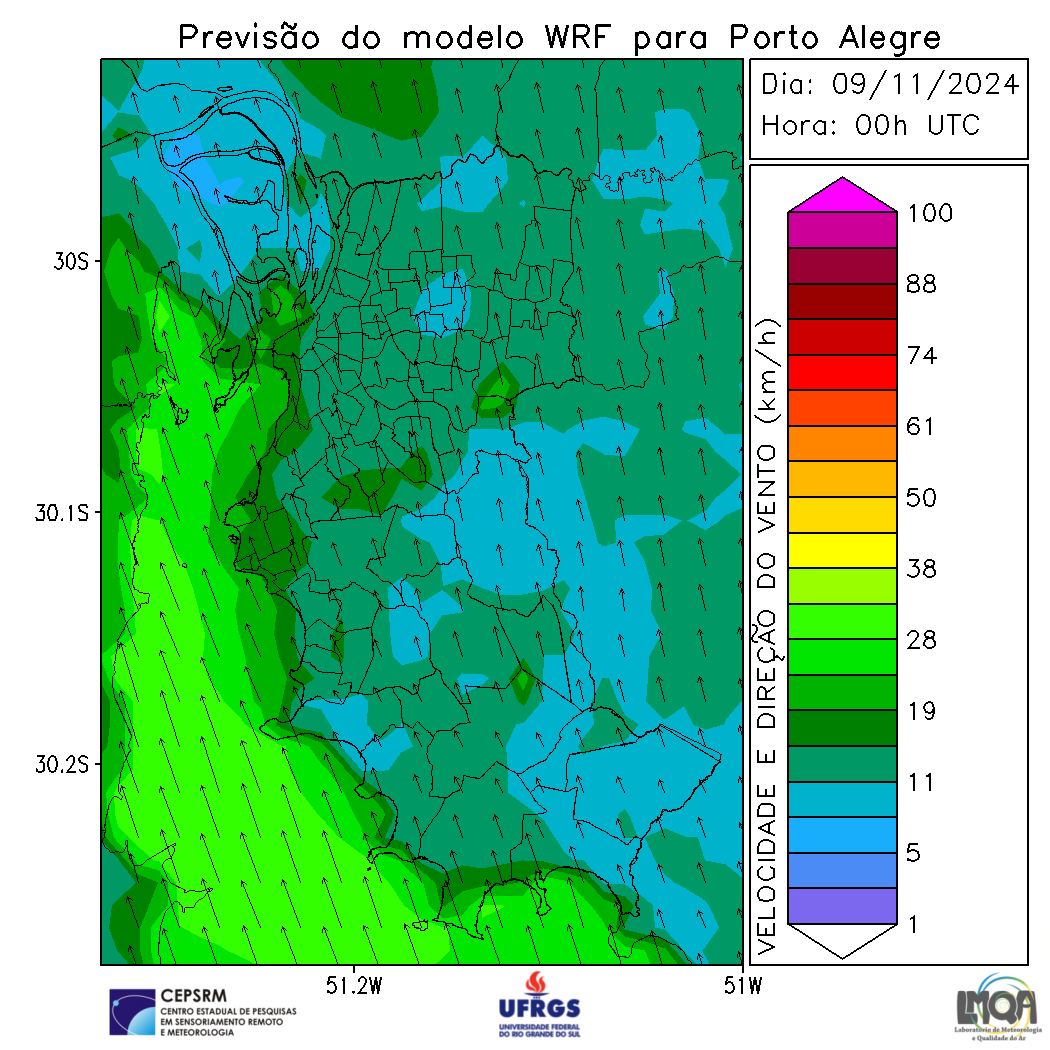 Previsão do modelo WRF para Porto Alegre
Dia: 09/11/2024
Hora: 00h UTC
30S
30.1S
30.2S
51.2W
51W
VELOCIDADE E DIREÇÃO DO VENTO (km/h)
100
88
74
61
50
38
28
19
11
5
1
CEPSRM
CENTRO ESTADUAL DE PESQUISAS
EM SENSORIAMENTO REMOTO
E METEOROLOGIA
UFRGS
UNIVERSIDADE FEDERAL
DO RIO GRANDE DO SUL
LMQA
Laboratório de Meteorologia
e Qualidade do Ar